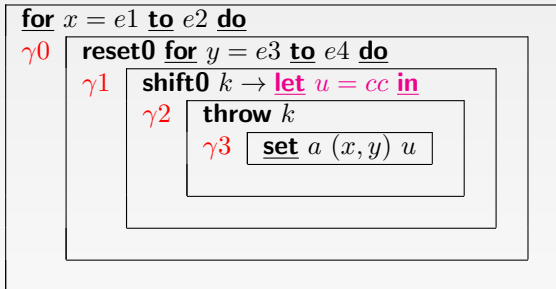 for x = e1 to e2 do
γ0 reset0 for y = e3 to e4 do
γ1 shift0 k → let u = cc in
γ2 throw k
γ3 set a (x, y) u